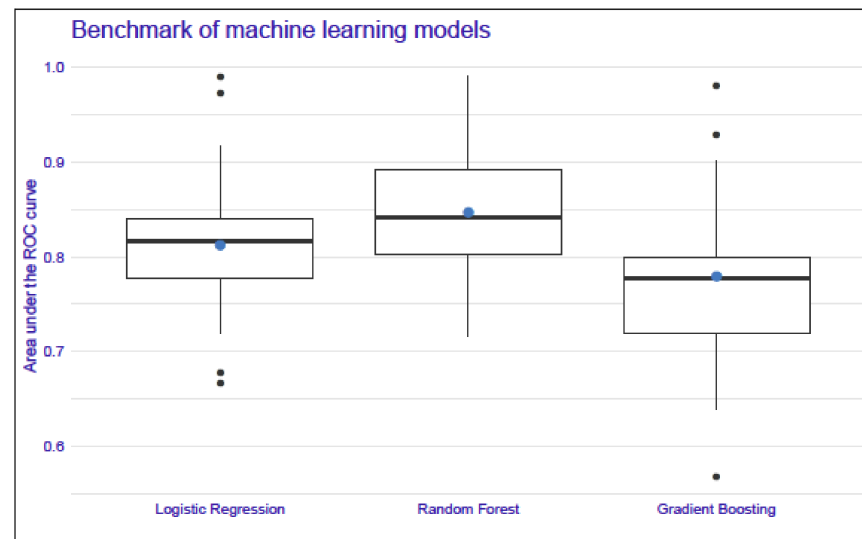 Benchmark of machine learning models
Area under the ROC curve
1.0
0.9
0.8
0.7
0.6
Logistic Regression
Random Forest
Gradient Boosting